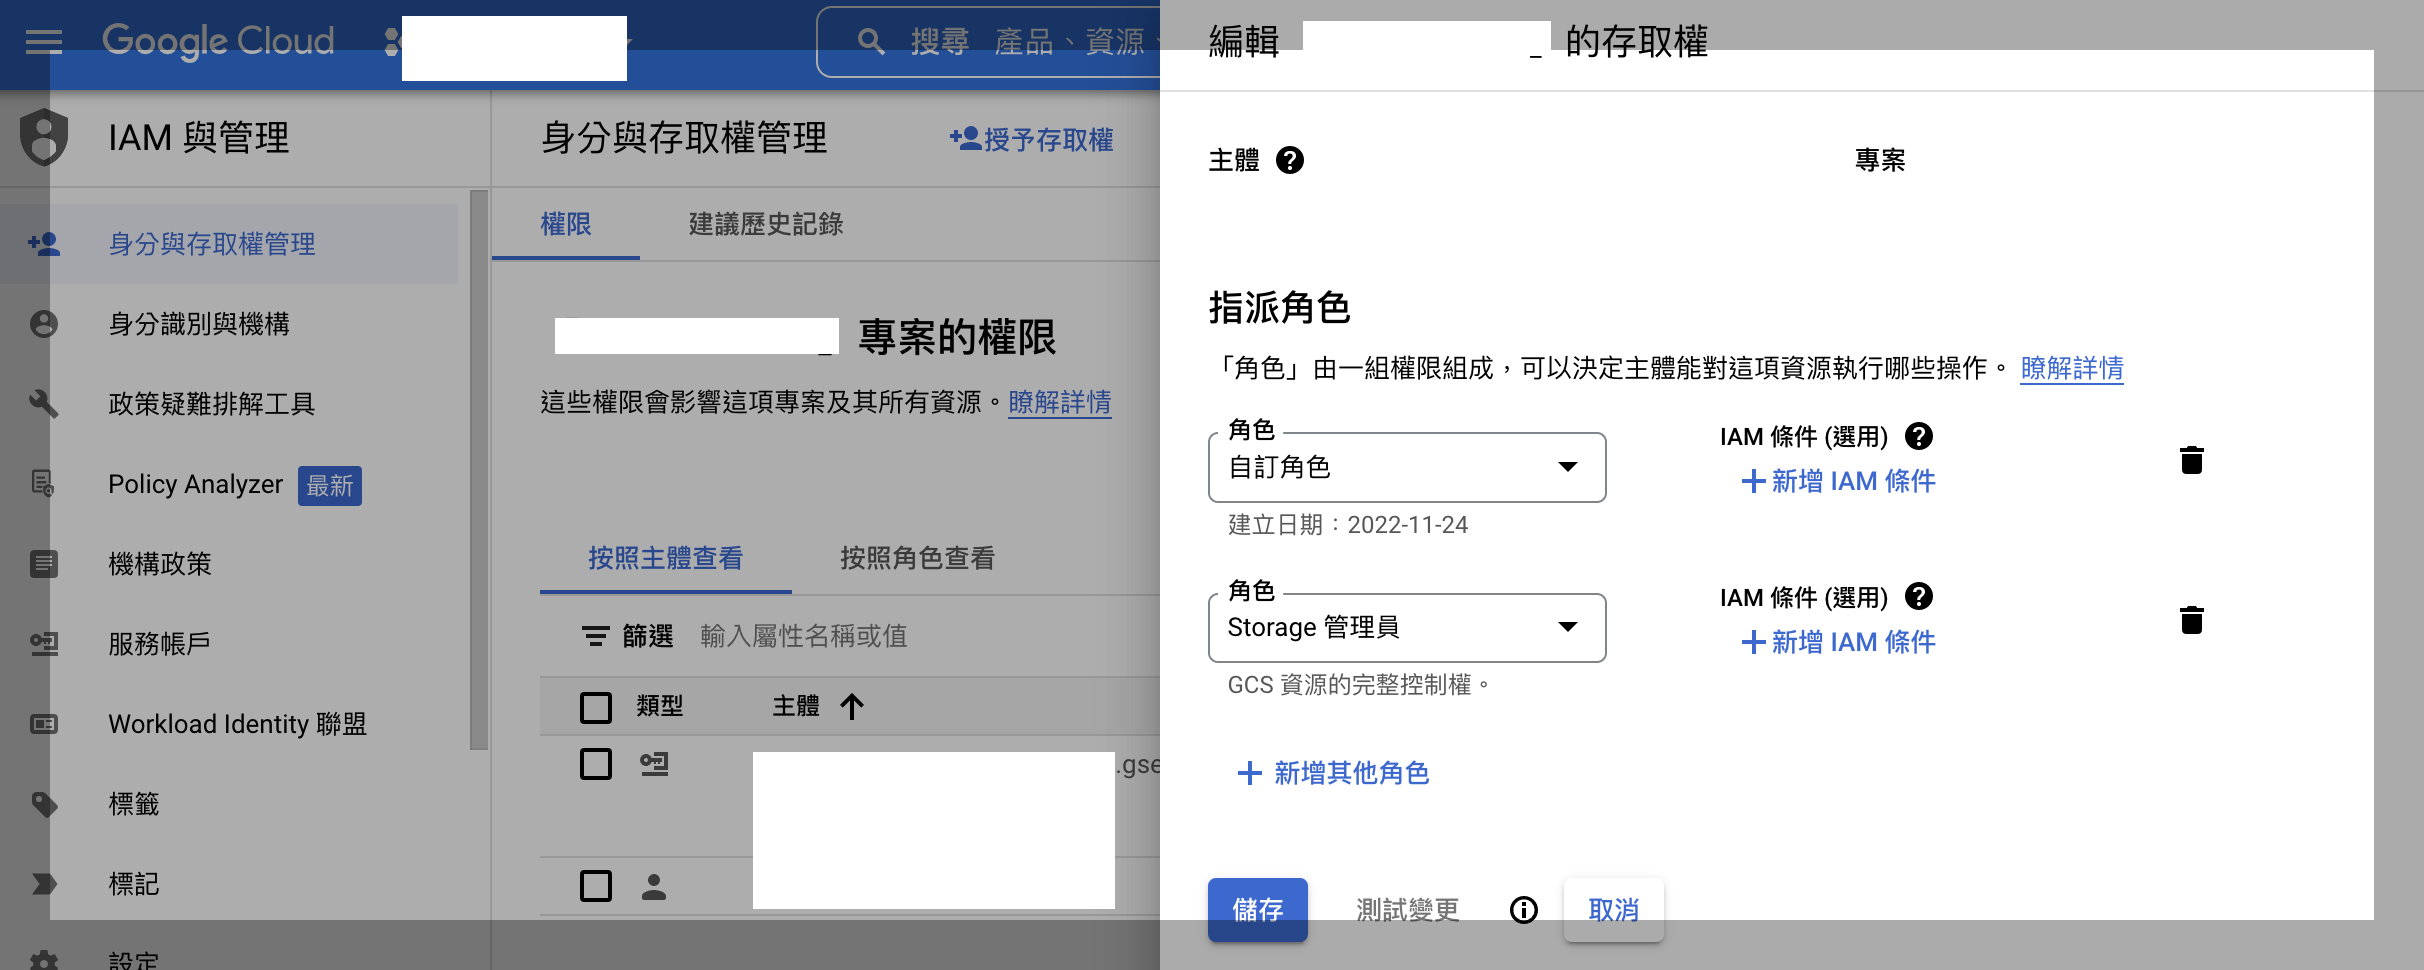 Google Cloud
搜尋 產品、資源、
IAM 與管理
身分與存取權管理
身分識別與機構
政策疑難排解工具
Policy Analyzer 最新
機構政策
服務帳戶
Workload Identity 聯盟
標籤
標記
設定
身分與存取權管理
授予存取權
權限 建議歷史記錄
專案的權限
這些權限會影響這項專案及其所有資源。瞭解詳情
按照主體查看 按照角色查看
篩選 輸入屬性名稱或值
類型 主體
.gse
編輯 的存取權
主體 專案
指派角色
「角色」由一組權限組成，可以決定主體能對這項資源執行哪些操作。 瞭解詳情
角色
自訂角色
建立日期：2022-11-24
IAM 條件 (選用)
新增 IAM 條件
角色
Storage 管理員
GCS 資源的完整控制權。
IAM 條件 (選用)
新增 IAM 條件
新增其他角色
儲存 測試變更 取消